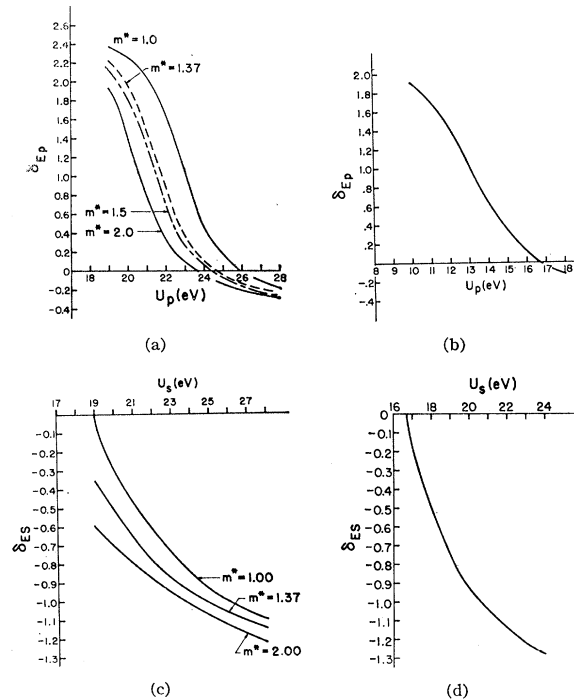 2.6
2.4
2.2
2.0
1.8
1.6
1.4
1.2
1.0
0.8
0.6
0.4
0.2
0
-0.2
-0.4
δEp
m* = 1.0
m* = 1.37
m* = 1.5
m* = 2.0
18 20 22 24 26 28
Up(eV)
(a)
2.0
1.8
1.6
1.4
1.2
1.0
.8
.6
.4
.2
0
-.2
-.4
δEp
8 9 10 11 12 13 14 15 16 17 18
Up(eV)
(b)
Us(eV)
17 19 21 23 25 27
0
-0.1
-0.2
-0.3
-0.4
-0.5
-0.6
-0.7
-0.8
-0.9
-1.0
-1.1
-1.2
-1.3
δES
m* = 1.00
m* = 1.37
m* = 2.00
(c)
Us(eV)
16 18 20 22 24
0
-0.1
-0.2
-0.3
-0.4
-0.5
-0.6
-0.7
-0.8
-0.9
-1.0
-1.1
-1.2
-1.3
δES
(d)